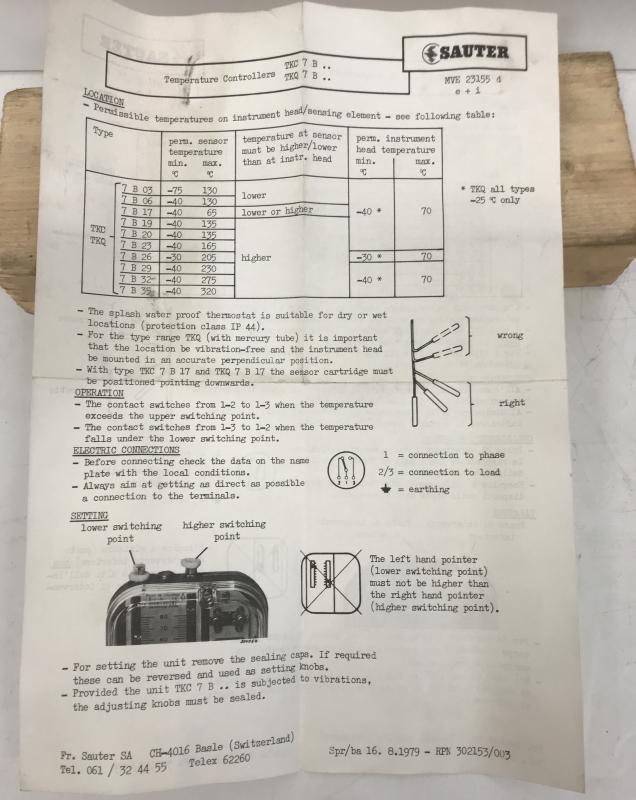 SAUTER
Temperature Controllers TKC 7 B ..
TKQ 7 B ..
MVE 23155 d
e + i
LOCATION
- Permissible temperatures on instrument head/sensing element - see following table:
Type perm. sensor temperature at sensor perm. instrument
temperature must be higher/lower head temperature
min. max. than at instr. head min. max.
°C °C °C °C
TKC
TKQ
7 B 03 -75 130 lower
7 B 06 -40 130
7 B 17 -40 65 lower or higher -40 * 70
7 B 19 -40 135
7 B 20 -40 135
7 B 23 -40 165
7 B 26 -30 205 higher -30 * 70
7 B 29 -40 230
7 B 32 -40 275 -40 * 70
7 B 35 -40 320
* TKQ all types
-25 °C only
- The splash water proof thermostat is suitable for dry or wet
locations (protection class IP 44).
- For the type range TKQ (with mercury tube) it is important
that the location be vibration-free and the instrument head
be mounted in an accurate perpendicular position.
- With type TKC 7 B 17 and TKQ 7 B 17 the sensor cartridge must
be positioned pointing downwards.
wrong
right
OPERATION
- The contact switches from 1-2 to 1-3 when the temperature
exceeds the upper switching point.
- The contact switches from 1-3 to 1-2 when the temperature
falls under the lower switching point.
ELECTRIC CONNECTIONS
- Before connecting check the data on the name
plate with the local conditions.
- Always aim at getting as direct as possible
a connection to the terminals.
1 = connection to phase
2/3 = connection to load
= earthing
SETTING
lower switching
point
higher switching
point
The left hand pointer
(lower switching point)
must not be higher than
the right hand pointer
(higher switching point).
- For setting the unit remove the sealing caps. If required
these can be reversed and used as setting knobs.
- Provided the unit TKC 7 B .. is subjected to vibrations,
the adjusting knobs must be sealed.
Fr. Sauter SA CH-4016 Basle (Switzerland)
Tel. 061 / 32 44 55 Telex 62260
Spr/ba 16. 8.1979 - RPN 302153/003